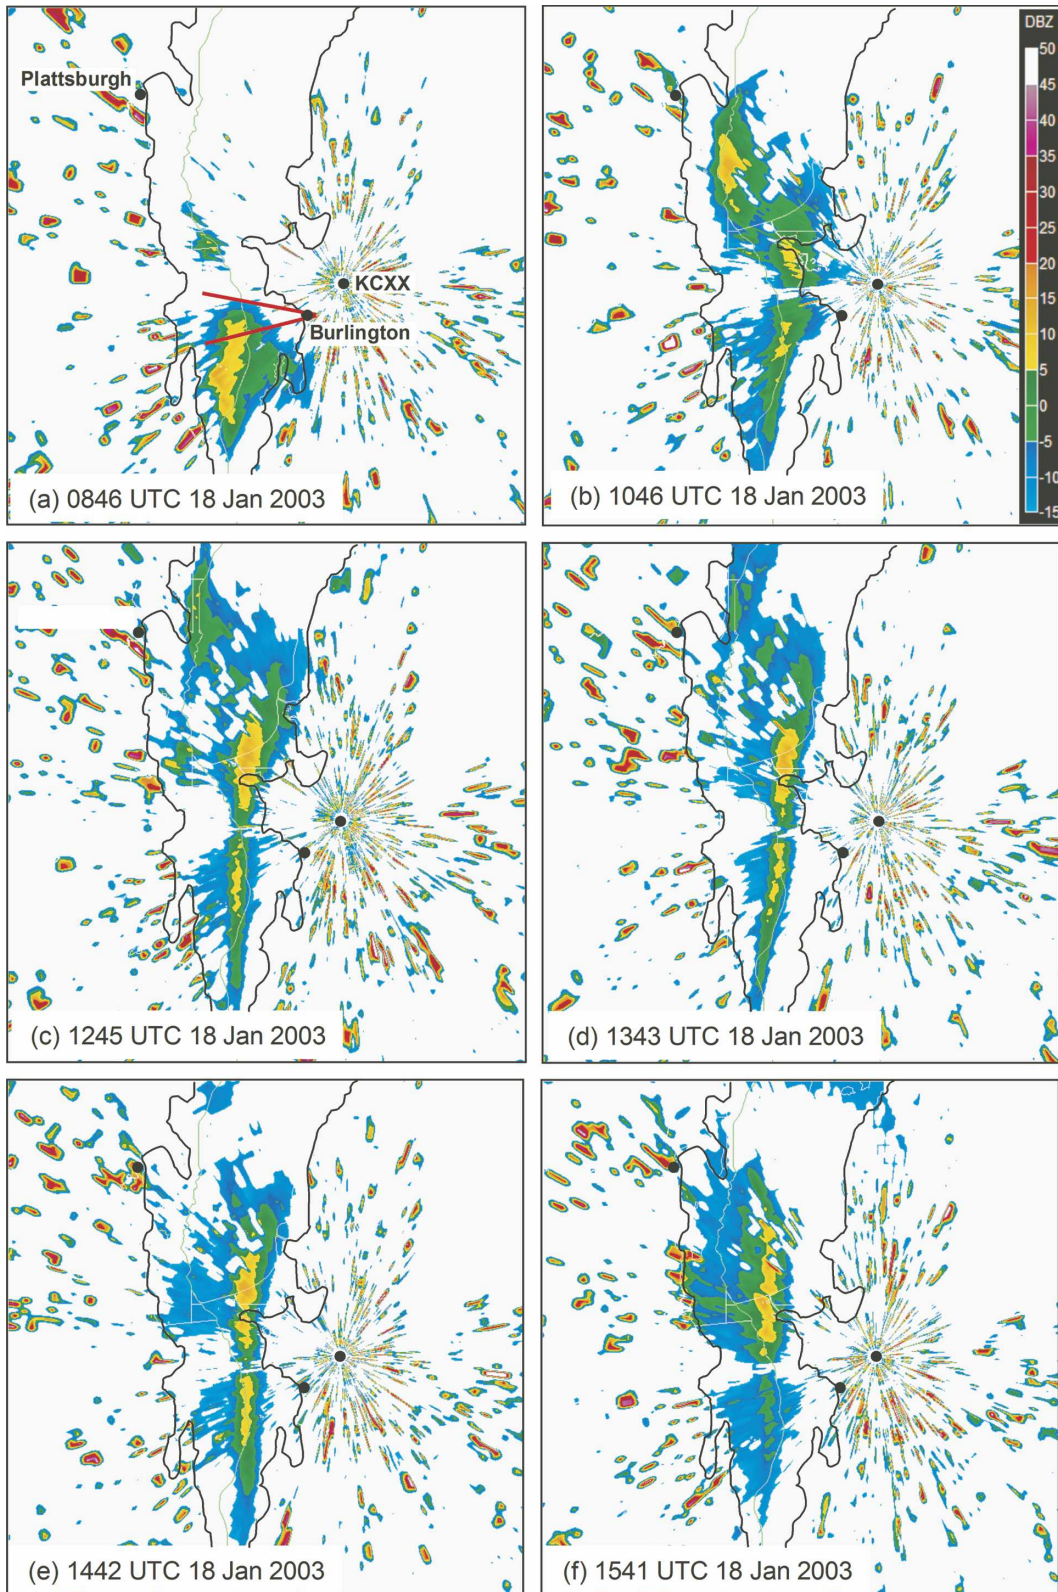 Plattsburgh
KCXX
Burlington
(a) 0846 UTC 18 Jan 2003
DBZ
50
45
40
35
30
25
20
15
10
5
0
-5
-10
-15
(b) 1046 UTC 18 Jan 2003
(c) 1245 UTC 18 Jan 2003
(d) 1343 UTC 18 Jan 2003
(e) 1442 UTC 18 Jan 2003
(f) 1541 UTC 18 Jan 2003